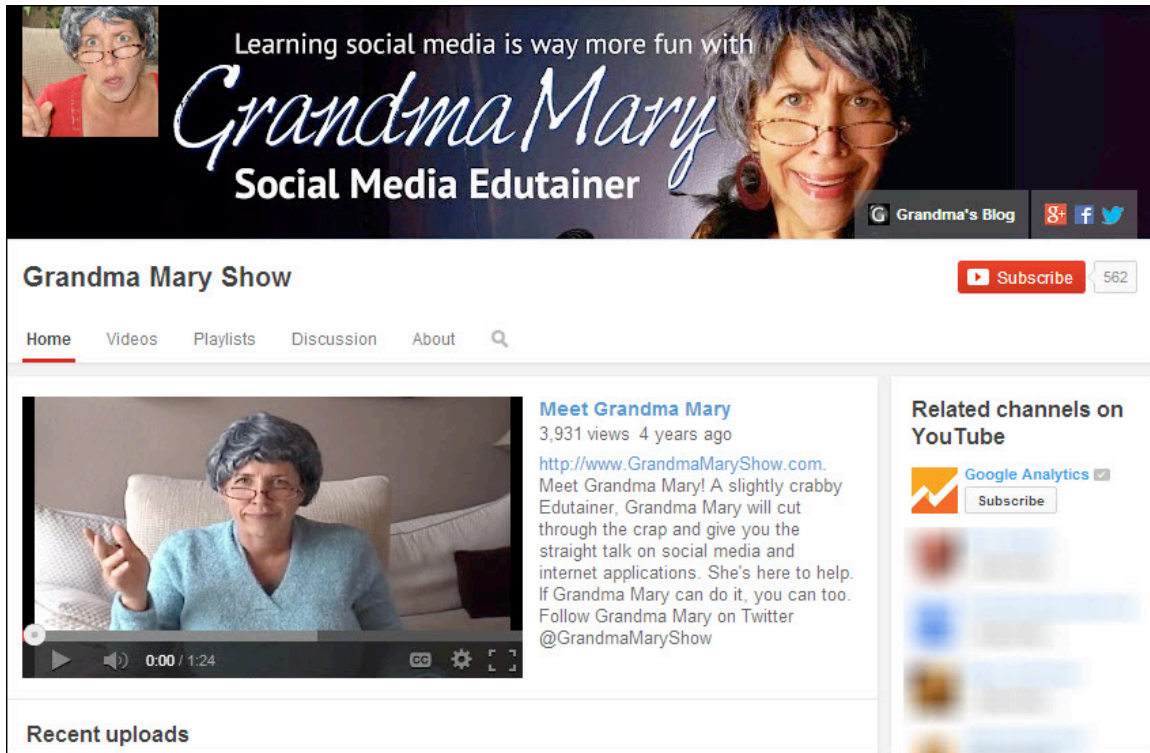 Learning social media is way more fun with
Grandma Mary
Social Media Edutainer
G Grandma's Blog
8+ f
Grandma Mary Show
Subscribe 562
Home Videos Playlists Discussion About
Meet Grandma Mary
3,931 views 4 years ago
http://www.GrandmaMaryShow.com.
Meet Grandma Mary! A slightly crabby
Edutainer, Grandma Mary will cut
through the crap and give you the
straight talk on social media and
internet applications. She's here to help.
If Grandma Mary can do it, you can too.
Follow Grandma Mary on Twitter
@GrandmaMaryShow
0:00 / 1:24 CC
Related channels on
YouTube
Google Analytics
Subscribe
Recent uploads